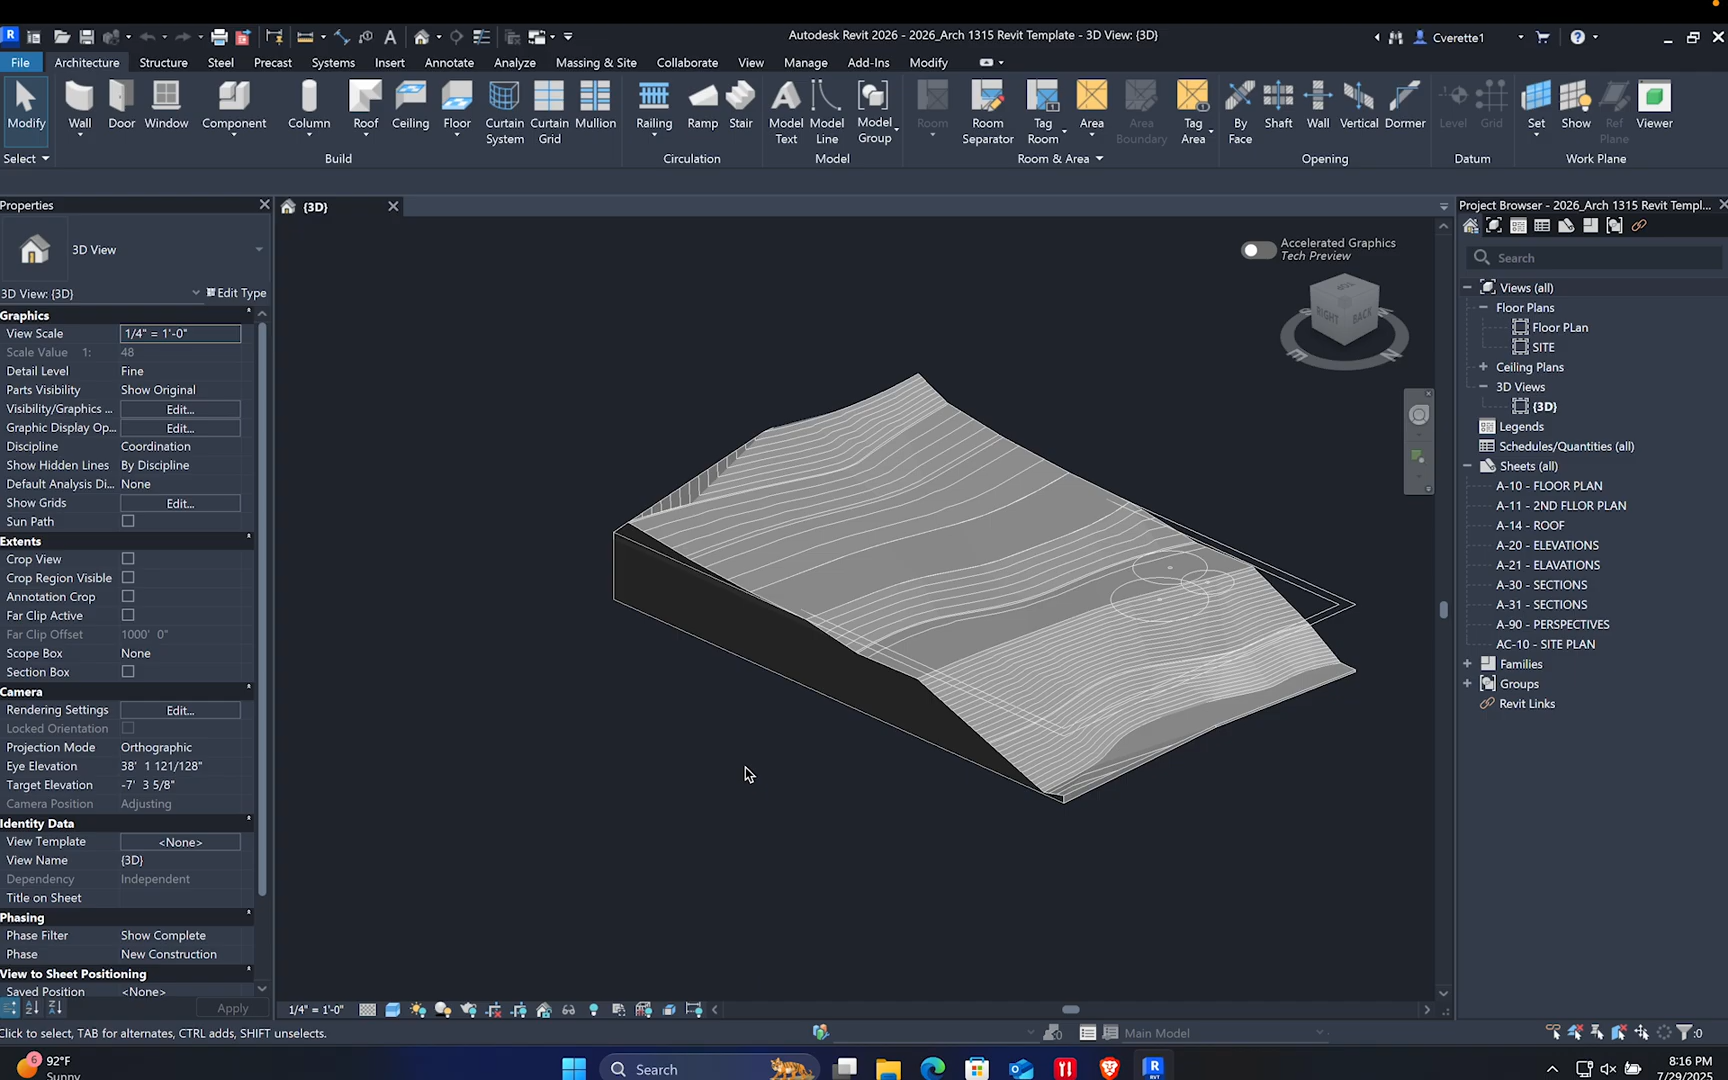 Autodesk Revit 2026 - 2026_Arch 1315 Revit Template - 3D View: {3D}
Cverette1
File Architecture Structure Steel Precast Systems Insert Annotate Analyze Massing & Site Collaborate View Manage Add-Ins Modify
Modify Wall Door Window Component Column Roof Ceiling Floor Curtain System Curtain Grid Mullion Railing Ramp Stair Model Text Model Line Model Group Room Room Separator Tag Room Area Area Boundary Tag Area By Face Shaft Wall Vertical Dormer Level Grid Set Show Ref Plane Viewer
Select Build Circulation Model Room & Area Opening Datum Work Plane
Properties
3D View
3D View: {3D} Edit Type
Graphics
View Scale 1/4" = 1'-0"
Scale Value 1: 48
Detail Level Fine
Parts Visibility Show Original
Visibility/Graphics ... Edit...
Graphic Display Op... Edit...
Discipline Coordination
Show Hidden Lines By Discipline
Default Analysis Di... None
Show Grids Edit...
Sun Path
Extents
Crop View
Crop Region Visible
Annotation Crop
Far Clip Active
Far Clip Offset 1000' 0"
Scope Box None
Section Box
Camera
Rendering Settings Edit...
Locked Orientation
Projection Mode Orthographic
Eye Elevation 38' 1 121/128"
Target Elevation -7' 3 5/8"
Camera Position Adjusting
Identity Data
View Template <None>
View Name {3D}
Dependency Independent
Title on Sheet
Phasing
Phase Filter Show Complete
Phase New Construction
View to Sheet Positioning
Saved Position <None>
Apply
{3D}
Accelerated Graphics
Tech Preview
RIGHT BACK
E N
Project Browser - 2026_Arch 1315 Revit Templ...
Search
Views (all)
Floor Plans
Floor PLan
SITE
Ceiling Plans
3D Views
{3D}
Legends
Schedules/Quantities (all)
Sheets (all)
A-10 - FLOOR PLAN
A-11 - 2ND FLLOR PLAN
A-14 - ROOF
A-20 - ELEVATIONS
A-21 - ELAVATIONS
A-30 - SECTIONS
A-31 - SECTIONS
A-90 - PERSPECTIVES
AC-10 - SITE PLAN
Families
Groups
Revit Links
1/4" = 1'-0"
Click to select, TAB for alternates, CTRL adds, SHIFT unselects.
Main Model
:0
6
92°F
Sunny
Search
8:16 PM
7/29/2025